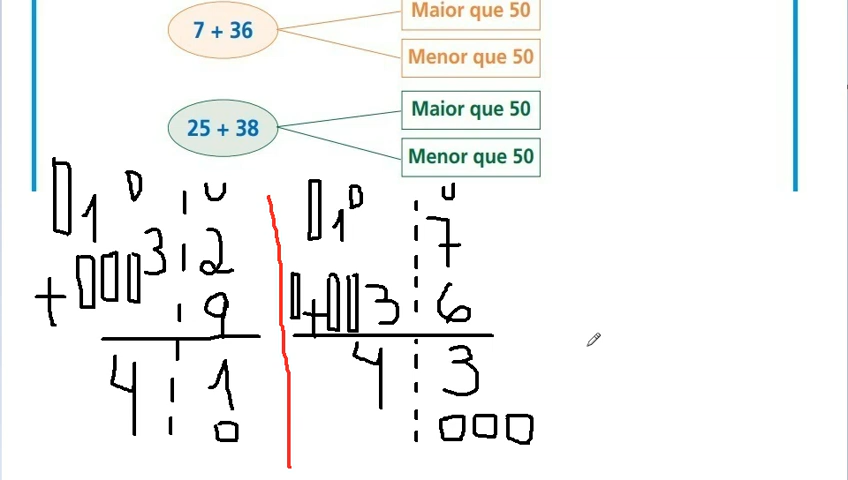 Maior que 50
7 + 36
Menor que 50
Maior que 50
25 + 38
Menor que 50
1 D U
3 2
+ 9
4 1
1 D U
7
+ 3 6
4 3